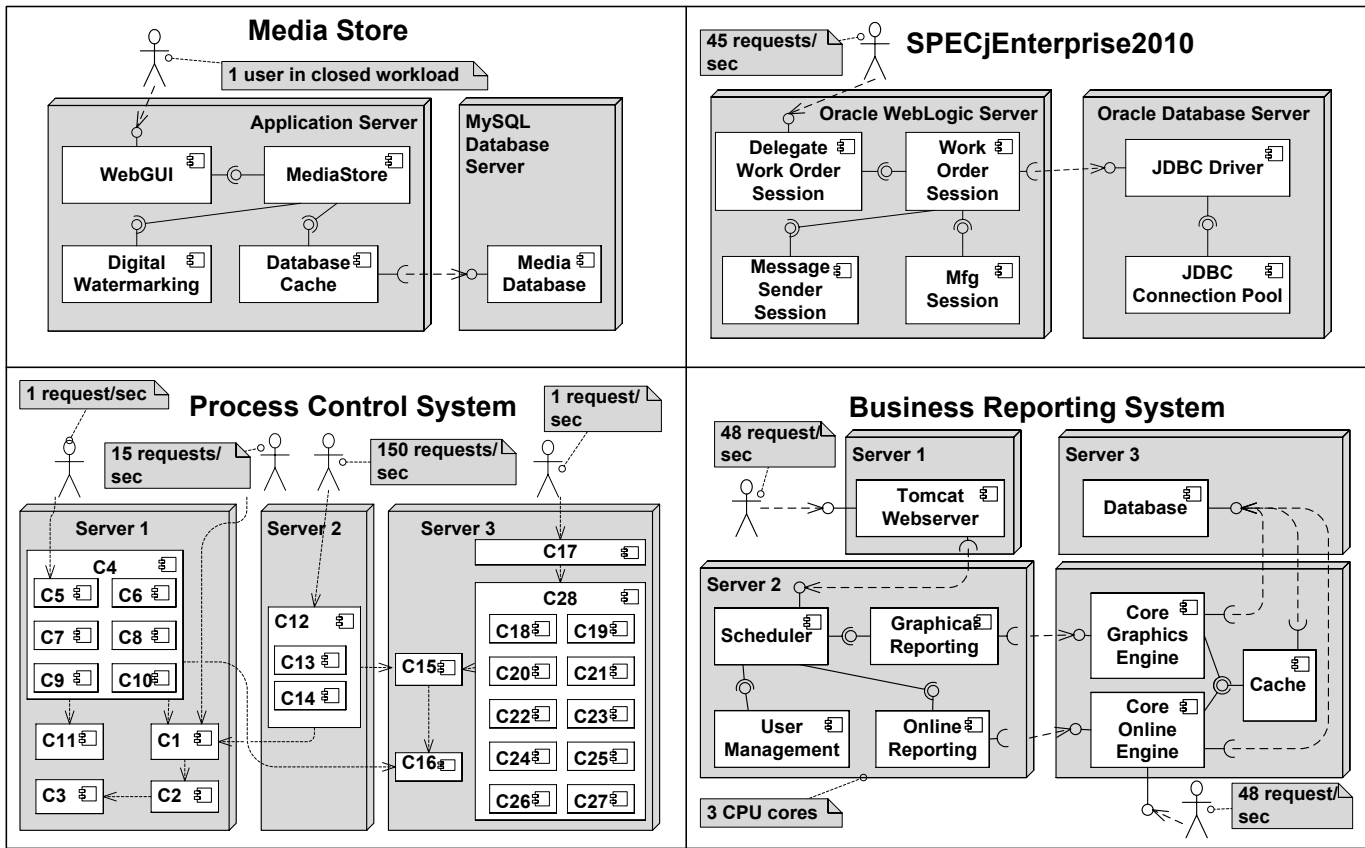 Media Store
1 user in closed workload
Application Server
WebGUI
MediaStore
Digital
Watermarking
Database
Cache
MySQL
Database
Server
Media
Database
45 requests/
sec
SPECjEnterprise2010
Oracle WebLogic Server
Delegate
Work Order
Session
Work
Order
Session
Message
Sender
Session
Mfg
Session
Oracle Database Server
JDBC Driver
JDBC
Connection Pool
1 request/sec
Process Control System
1 request/
sec
15 requests/
sec
150 requests/
sec
Server 1
C4
C5
C6
C7
C8
C9
C10
C11
C1
C3
C2
Server 2
C12
C13
C14
Server 3
C17
C28
C18
C19
C15
C20
C21
C22
C23
C16
C24
C25
C26
C27
Business Reporting System
48 request/
sec
Server 1
Tomcat
Webserver
Server 3
Database
Server 2
Scheduler
Graphical
Reporting
User
Management
Online
Reporting
Core
Graphics
Engine
Cache
Core
Online
Engine
3 CPU cores
48 request/
sec